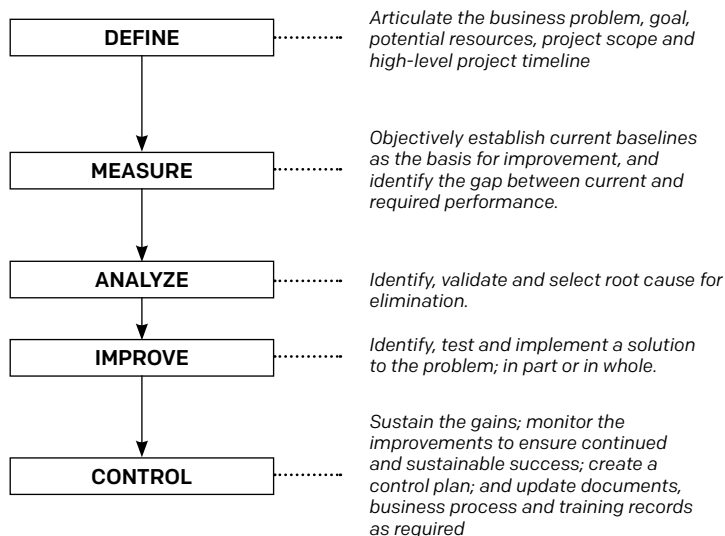 DEFINE
Articulate the business problem, goal,
potential resources, project scope and
high-level project timeline
MEASURE
Objectively establish current baselines
as the basis for improvement, and
identify the gap between current and
required performance.
ANALYZE
Identify, validate and select root cause for
elimination.
IMPROVE
Identify, test and implement a solution
to the problem; in part or in whole.
CONTROL
Sustain the gains; monitor the
improvements to ensure continued
and sustainable success; create a
control plan; and update documents,
business process and training records
as required